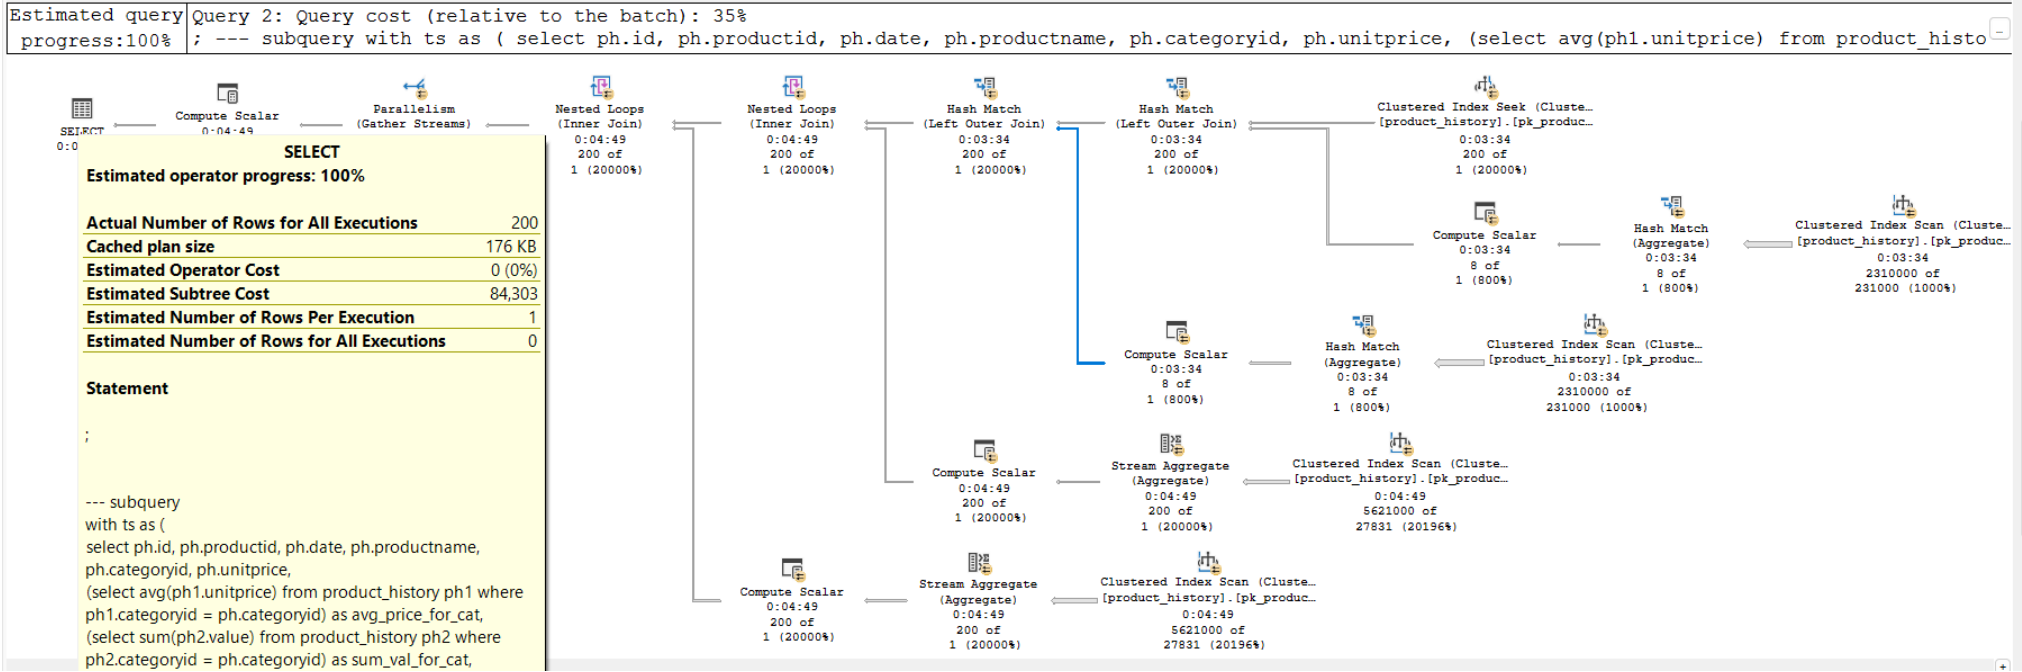 Estimated query
progress:100%
Query 2: Query cost (relative to the batch): 35%
; --- subquery with ts as ( select ph.id, ph.productid, ph.date, ph.productname, ph.categoryid, ph.unitprice, (select avg(ph1.unitprice) from product_histo
SELECT
0:0
Compute Scalar
0:04:49
Parallelism
(Gather Streams)
Nested Loops
(Inner Join)
0:04:49
200 of
1 (20000%)
Nested Loops
(Inner Join)
0:04:49
200 of
1 (20000%)
Hash Match
(Left Outer Join)
0:03:34
200 of
1 (20000%)
Hash Match
(Left Outer Join)
0:03:34
200 of
1 (20000%)
Clustered Index Seek (Cluste...
[product_history].[pk_produc...
0:03:34
200 of
1 (20000%)
Compute Scalar
0:03:34
8 of
1 (800%)
Hash Match
(Aggregate)
0:03:34
8 of
1 (800%)
Clustered Index Scan (Cluste...
[product_history].[pk_produc...
0:03:34
2310000 of
231000 (1000%)
Compute Scalar
0:03:34
8 of
1 (800%)
Hash Match
(Aggregate)
0:03:34
8 of
1 (800%)
Clustered Index Scan (Cluste...
[product_history].[pk_produc...
0:03:34
2310000 of
231000 (1000%)
Compute Scalar
0:04:49
200 of
1 (20000%)
Stream Aggregate
(Aggregate)
0:04:49
200 of
1 (20000%)
Clustered Index Scan (Cluste...
[product_history].[pk_produc...
0:04:49
5621000 of
27831 (20196%)
Compute Scalar
0:04:49
200 of
1 (20000%)
Stream Aggregate
(Aggregate)
0:04:49
200 of
1 (20000%)
Clustered Index Scan (Cluste...
[product_history].[pk_produc...
0:04:49
5621000 of
27831 (20196%)
SELECT
Estimated operator progress: 100%
Actual Number of Rows for All Executions 200
Cached plan size 176 KB
Estimated Operator Cost 0 (0%)
Estimated Subtree Cost 84,303
Estimated Number of Rows Per Execution 1
Estimated Number of Rows for All Executions 0
Statement
;
--- subquery
with ts as (
select ph.id, ph.productid, ph.date, ph.productname,
ph.categoryid, ph.unitprice,
(select avg(ph1.unitprice) from product_history ph1 where
ph1.categoryid = ph.categoryid) as avg_price_for_cat,
(select sum(ph2.value) from product_history ph2 where
ph2.categoryid = ph.categoryid) as sum_val_for_cat,